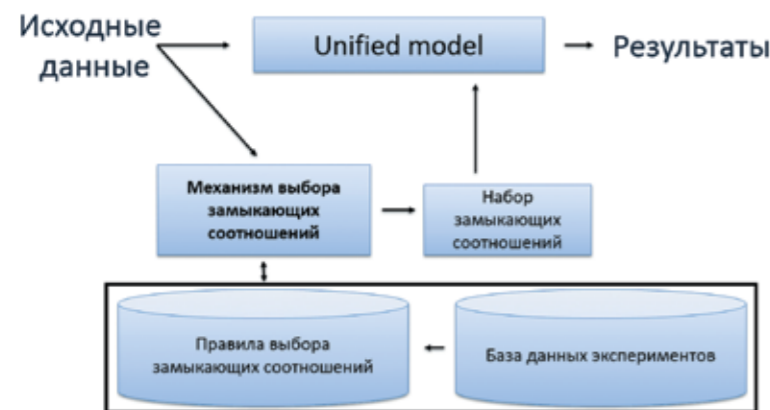 Исходные
данные
Unified model
Результаты
Механизм выбора
замыкающих
соотношений
Набор
замыкающих
соотношений
Правила выбора
замыкающих соотношений
База данных экспериментов